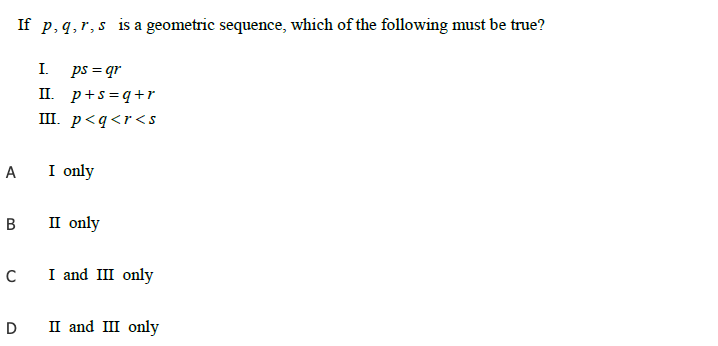 If p, q, r, s is a geometric sequence, which of the following must be true?
I. ps = qr
II. p + s = q + r
III. p < q < r < s
A I only
B II only
C I and III only
D II and III only